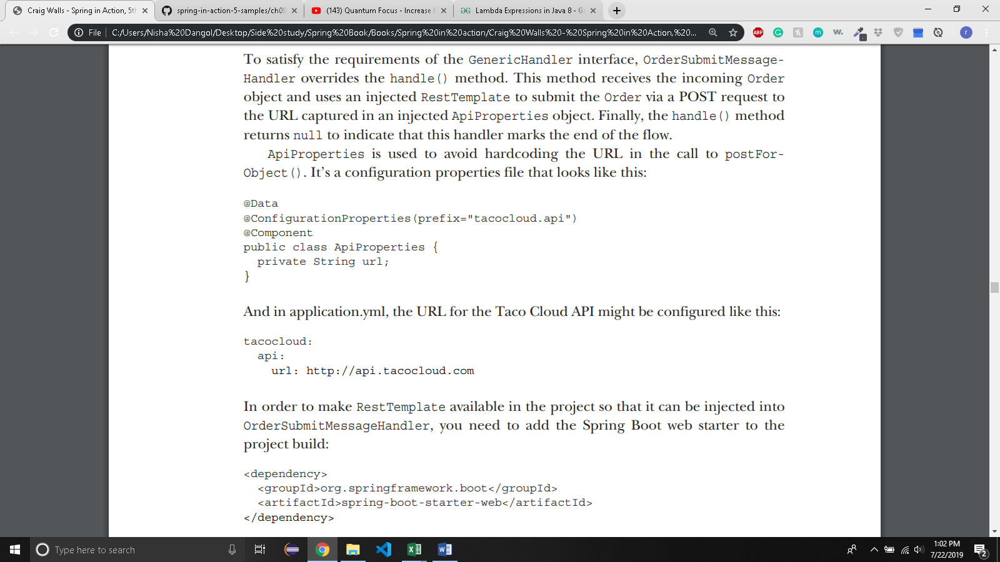 Craig Walls - Spring in Action, 5th
spring-in-action-5-samples/ch09
(143) Quantum Focus - Increase F
Lambda Expressions in Java 8 - Ge
File | C:/Users/Nisha%20Dangol/Desktop/Side%20study/Spring%20Book/Books/Spring%20in%20action/Craig%20Walls%20-%20Spring%20in%20Action,%20...
ABP
G
m
w.
r
To satisfy the requirements of the GenericHandler interface, OrderSubmitMessage-
Handler overrides the handle() method. This method receives the incoming Order
object and uses an injected RestTemplate to submit the Order via a POST request to
the URL captured in an injected ApiProperties object. Finally, the handle() method
returns null to indicate that this handler marks the end of the flow.
ApiProperties is used to avoid hardcoding the URL in the call to postFor-
Object(). It’s a configuration properties file that looks like this:
@Data
@ConfigurationProperties(prefix="tacocloud.api")
@Component
public class ApiProperties {
private String url;
}
And in application.yml, the URL for the Taco Cloud API might be configured like this:
tacocloud:
api:
url: http://api.tacocloud.com
In order to make RestTemplate available in the project so that it can be injected into
OrderSubmitMessageHandler, you need to add the Spring Boot web starter to the
project build:
<dependency>
<groupId>org.springframework.boot</groupId>
<artifactId>spring-boot-starter-web</artifactId>
</dependency>
Type here to search
1:02 PM
7/22/2019
2